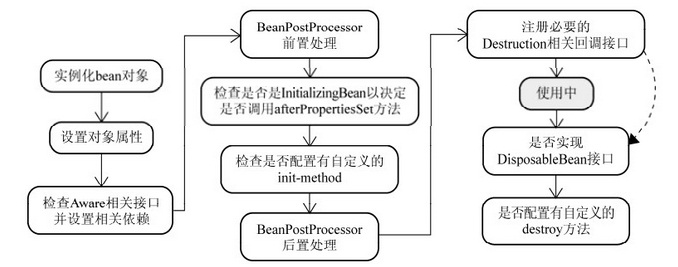 实例化bean对象
设置对象属性
检查Aware相关接口
并设置相关依赖
BeanPostProcessor
前置处理
检查是否是InitializingBean以决定
是否调用afterPropertiesSet方法
检查是否配置有自定义的
init-method
BeanPostProcessor
后置处理
注册必要的
Destruction相关回调接口
使用中
是否实现
DisposableBean接口
是否配置有自定义的
destroy方法